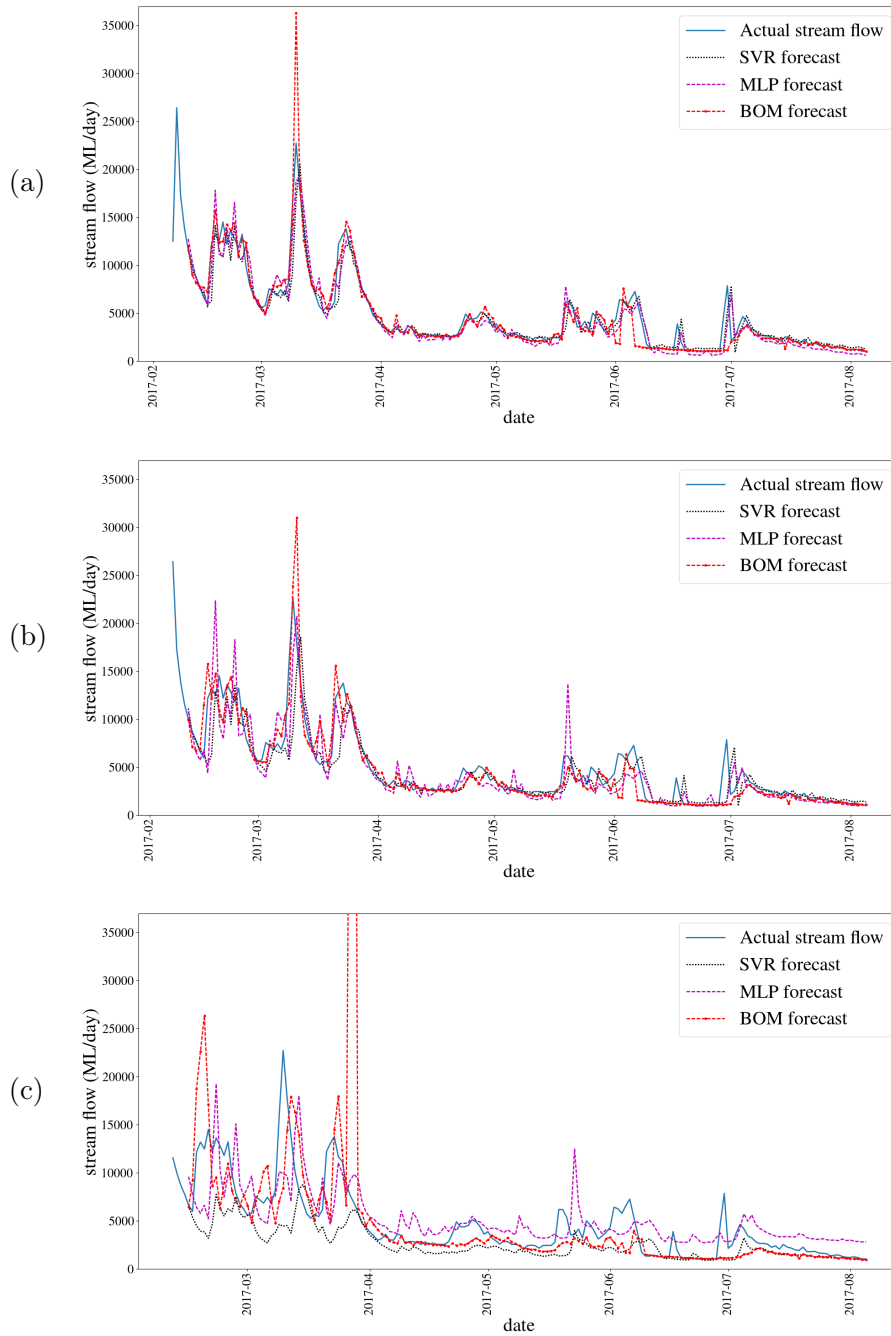 (a)
stream flow (ML/day)
35000
30000
25000
20000
15000
10000
5000
0
Actual stream flow
SVR forecast
MLP forecast
BOM forecast
2017-02
2017-03
2017-04
2017-05
2017-06
2017-07
2017-08
date
(b)
stream flow (ML/day)
35000
30000
25000
20000
15000
10000
5000
0
Actual stream flow
SVR forecast
MLP forecast
BOM forecast
2017-02
2017-03
2017-04
2017-05
2017-06
2017-07
2017-08
date
(c)
stream flow (ML/day)
35000
30000
25000
20000
15000
10000
5000
0
Actual stream flow
SVR forecast
MLP forecast
BOM forecast
2017-03
2017-04
2017-05
2017-06
2017-07
2017-08
date